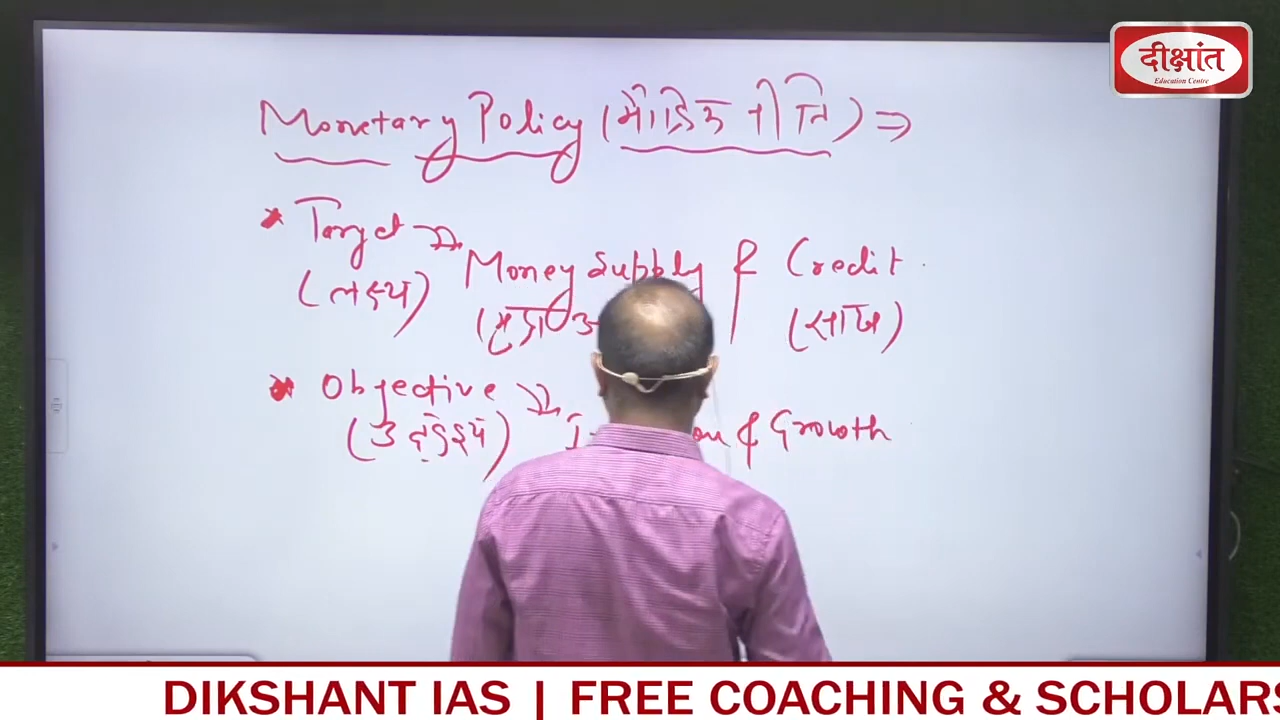 दीक्षांत
Education Centre
Monetary Policy (मौद्रिक नीति) ⇒
* Target → Money Supply & Credit
(लक्ष्य) (मुद्रा (साख)
* Objective → & Growth
(उद्देश्य)
DIKSHANT IAS | FREE COACHING & SCHOLARS